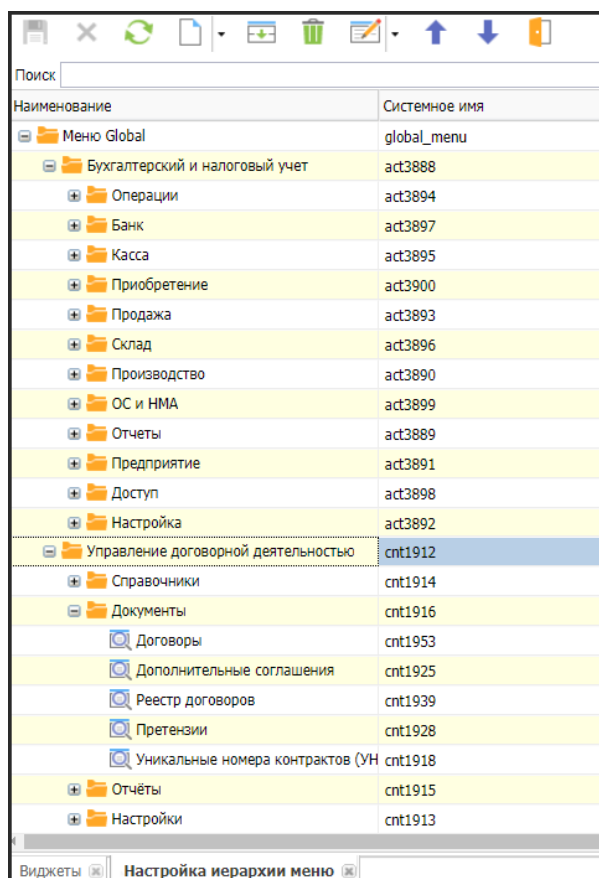 Поиск
Наименование Системное имя
Меню Global global_menu
Бухгалтерский и налоговый учет act3888
Операции act3894
Банк act3897
Касса act3895
Приобретение act3900
Продажа act3893
Склад act3896
Производство act3890
ОС и НМА act3899
Отчеты act3889
Предприятие act3891
Доступ act3898
Настройка act3892
Управление договорной деятельностью cnt1912
Справочники cnt1914
Документы cnt1916
Договоры cnt1953
Дополнительные соглашения cnt1925
Реестр договоров cnt1939
Претензии cnt1928
Уникальные номера контрактов (УН cnt1918
Отчёты cnt1915
Настройки cnt1913
Виджеты Настройка иерархии меню